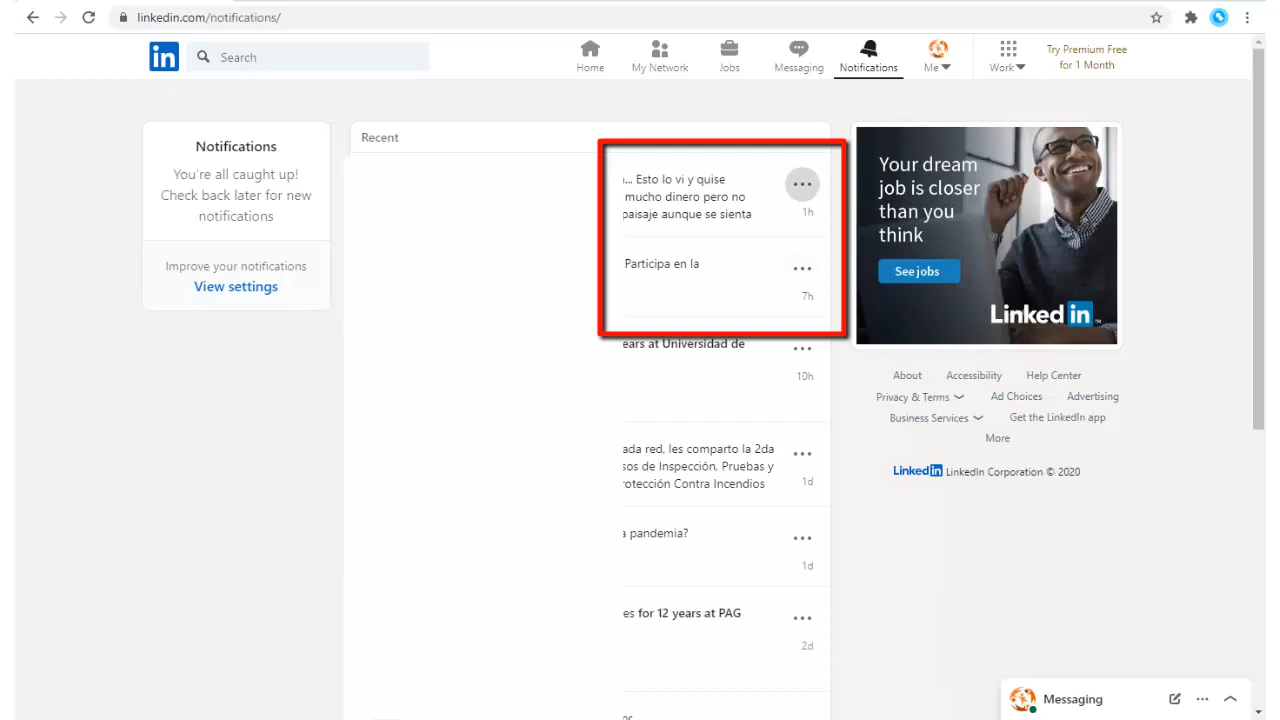 linkedin.com/notifications/
in
Search
Home
My Network
Jobs
Messaging
Notifications
Me
Work
Try Premium Free
for 1 Month
Notifications
You're all caught up!
Check back later for new
notifications
Improve your notifications
View settings
Recent
... Esto lo vi y quise
mucho dinero pero no
paisaje aunque se sienta
1h
Participa en la
7h
ears at Universidad de
10h
ada red, les comparto la 2da
sos de Inspección, Pruebas y
rotección Contra Incendios
1d
a pandemia?
1d
es for 12 years at PAG
2d
Your dream
job is closer
than you
think
See jobs
Linked in
About
Accessibility
Help Center
Privacy & Terms
Ad Choices
Advertising
Business Services
Get the LinkedIn app
More
Linked in LinkedIn Corporation © 2020
Messaging